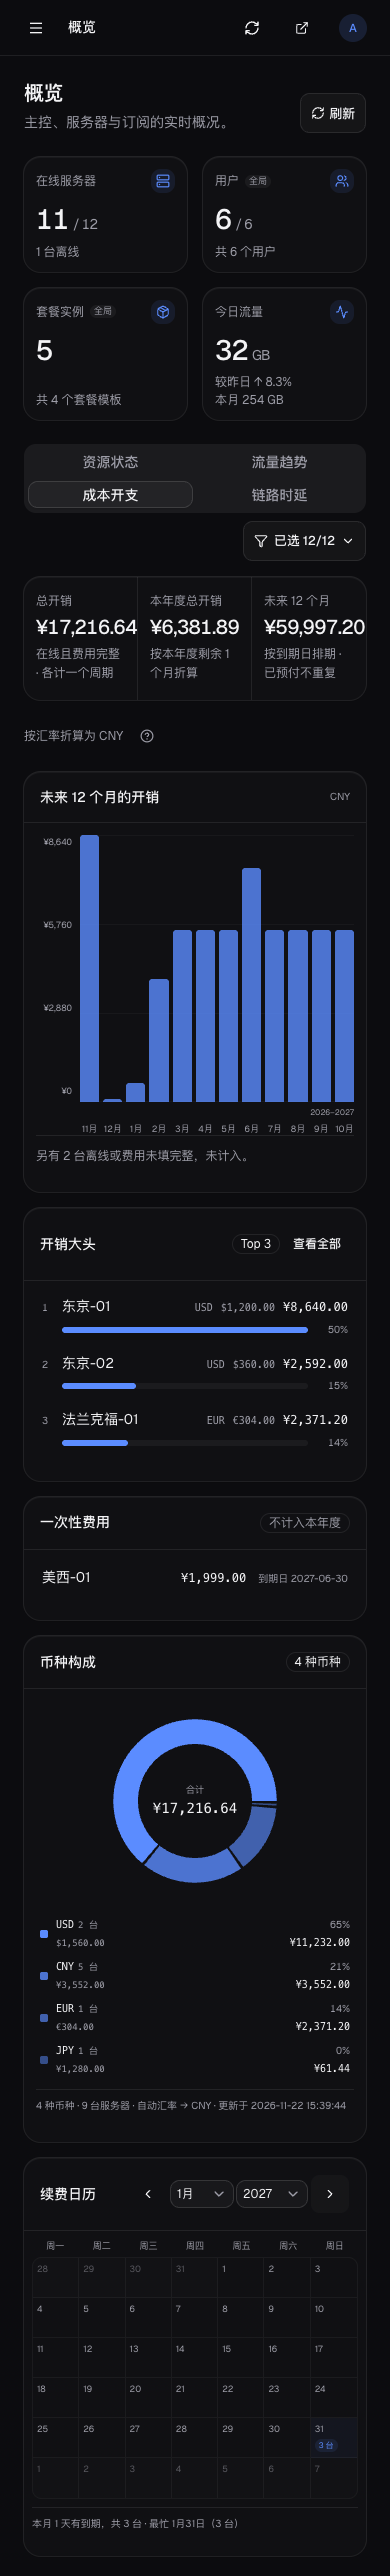 概览
A
概览
主控、服务器与订阅的实时概况。
刷新
在线服务器
11 / 12
1 台离线
用户 全局
6 / 6
共 6 个用户
套餐实例 全局
5
共 4 个套餐模板
今日流量
32 GB
较昨日 ↑ 8.3%
本月 254 GB
资源状态
流量趋势
成本开支
链路时延
已选 12/12
总开销
¥17,216.64
在线且费用完整
· 各计一个周期
本年度总开销
¥6,381.89
按本年度剩余 1
个月折算
未来 12 个月
¥59,997.20
按到期日排期 ·
已预付不重复
按汇率折算为 CNY
未来 12 个月的开销
CNY
¥8,640
¥5,760
¥2,880
¥0
2026–2027
11月 12月 1月 2月 3月 4月 5月 6月 7月 8月 9月 10月
另有 2 台离线或费用未填完整，未计入。
开销大头
Top 3
查看全部
1 东京-01 USD $1,200.00 ¥8,640.00
50%
2 东京-02 USD $360.00 ¥2,592.00
15%
3 法兰克福-01 EUR €304.00 ¥2,371.20
14%
一次性费用
不计入本年度
美西-01 ¥1,999.00 到期日 2027-06-30
币种构成
4 种币种
合计
¥17,216.64
USD 2 台 65%
$1,560.00 ¥11,232.00
CNY 5 台 21%
¥3,552.00 ¥3,552.00
EUR 1 台 14%
€304.00 ¥2,371.20
JPY 1 台 0%
¥1,280.00 ¥61.44
4 种币种 · 9 台服务器 · 自动汇率 → CNY · 更新于 2026-11-22 15:39:44
续费日历
1月
2027
周一 周二 周三 周四 周五 周六 周日
28 29 30 31 1 2 3
4 5 6 7 8 9 10
11 12 13 14 15 16 17
18 19 20 21 22 23 24
25 26 27 28 29 30 31
3 台
1 2 3 4 5 6 7
本月 1 天有到期，共 3 台 · 最忙 1月31日（3 台）